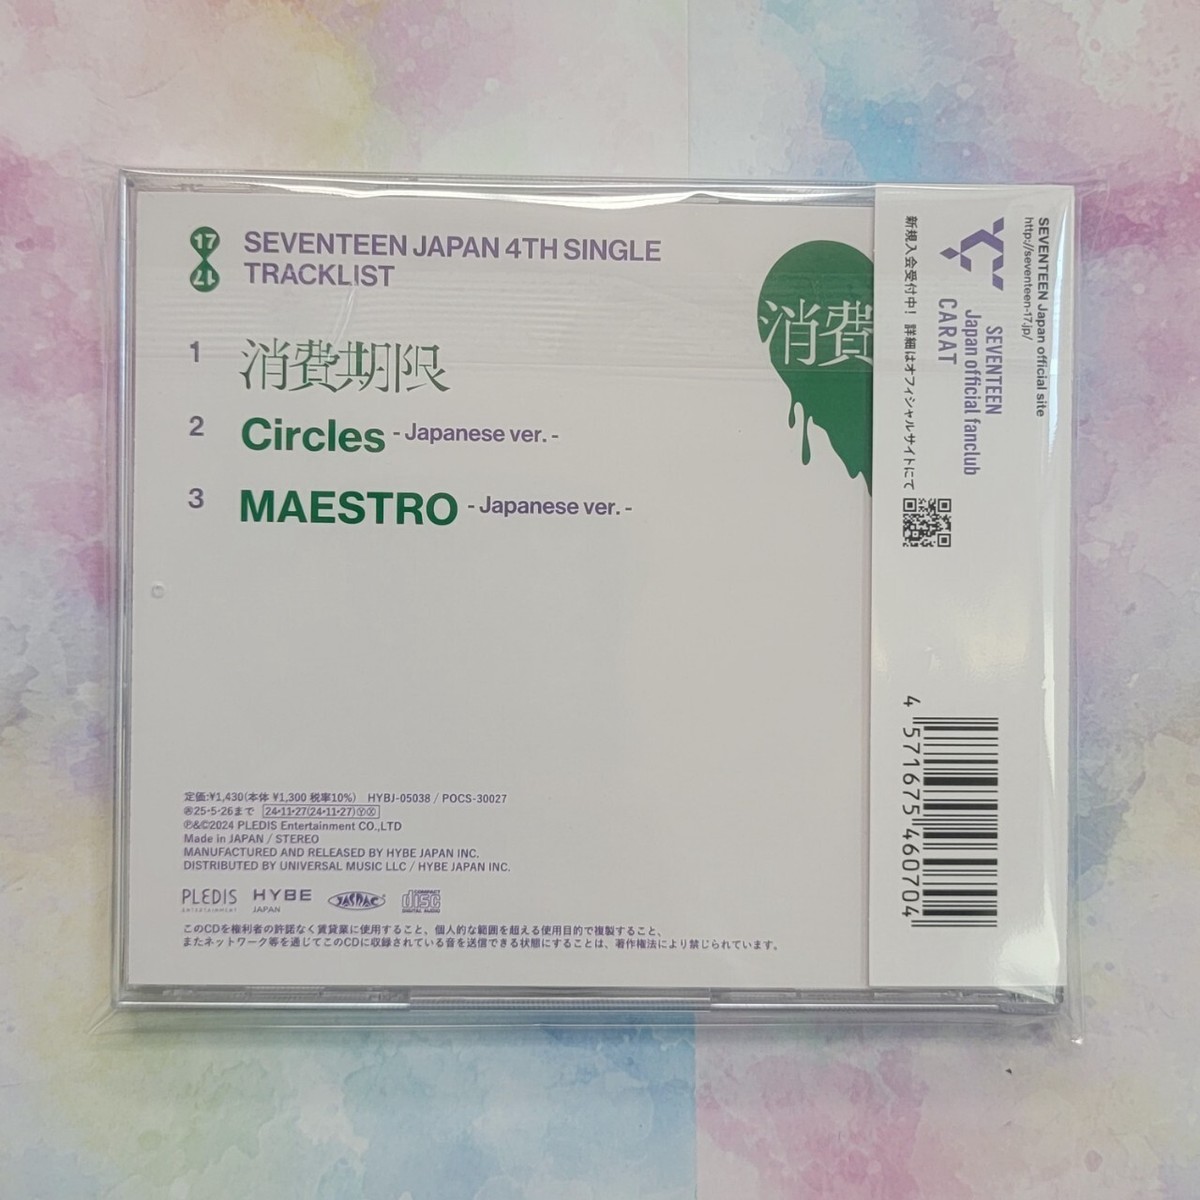 17
17
SEVENTEEN JAPAN 4TH SINGLE
TRACKLIST
1 消費期限
2 Circles - Japanese ver. -
3 MAESTRO - Japanese ver. -
消費
定価:¥1,430(本体 ¥1,300 税率10%) HYBJ-05038 / POCS-30027
25・5・26まで 24・11・27(24・11・27)ⓎⓍ
℗&©2024 PLEDIS Entertainment CO.,LTD
Made in JAPAN / STEREO
MANUFACTURED AND RELEASED BY HYBE JAPAN INC.
DISTRIBUTED BY UNIVERSAL MUSIC LLC / HYBE JAPAN INC.
PLEDIS
entertainment
HYBE
JAPAN
JASRAC
COMPACT
disc
DIGITAL AUDIO
このCDを権利者の許諾なく賃貸業に使用すること、個人的な範囲を超える使用目的で複製すること、
またネットワーク等を通じてこのCDに収録されている音を送信できる状態にすることは、著作権法により禁じられています。
SEVENTEEN Japan official site
http://seventeen-17.jp/
SEVENTEEN
Japan official fanclub
CARAT
新規入会受付中! 詳細はオフィシャルサイトにて
4 571675 460704